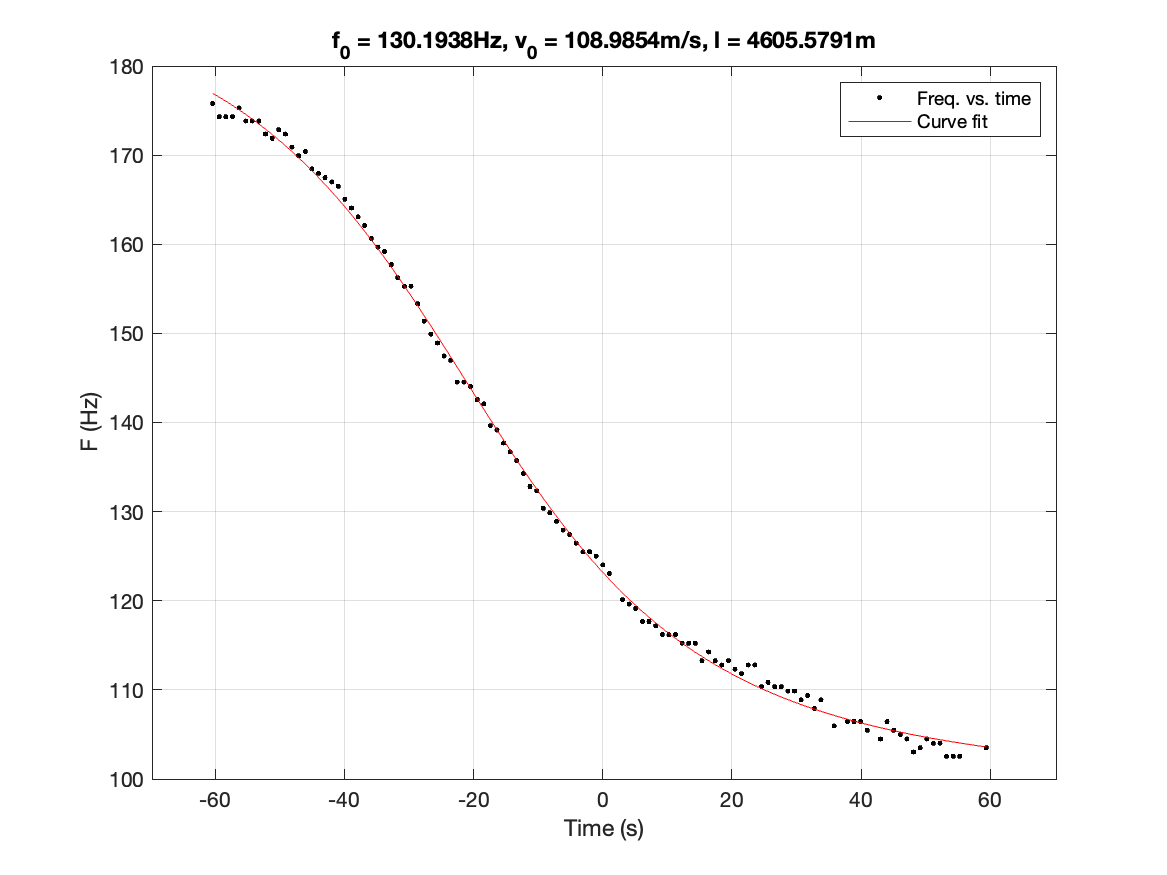 f0 = 130.1938Hz, v0 = 108.9854m/s, l = 4605.5791m
Freq. vs. time
Curve fit
F (Hz)
180
170
160
150
140
130
120
110
100
-60 -40 -20 0 20 40 60
Time (s)